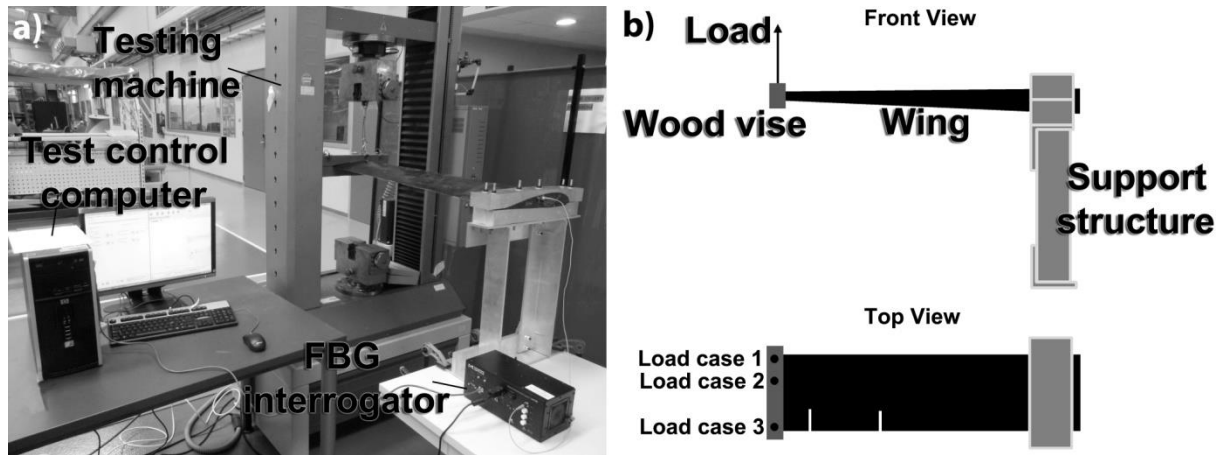 a)
Testing
machine
Test control
computer
FBG
interrogator
b)
Front View
Load
Wood vise
Wing
Support
structure
Top View
Load case 1
Load case 2
Load case 3